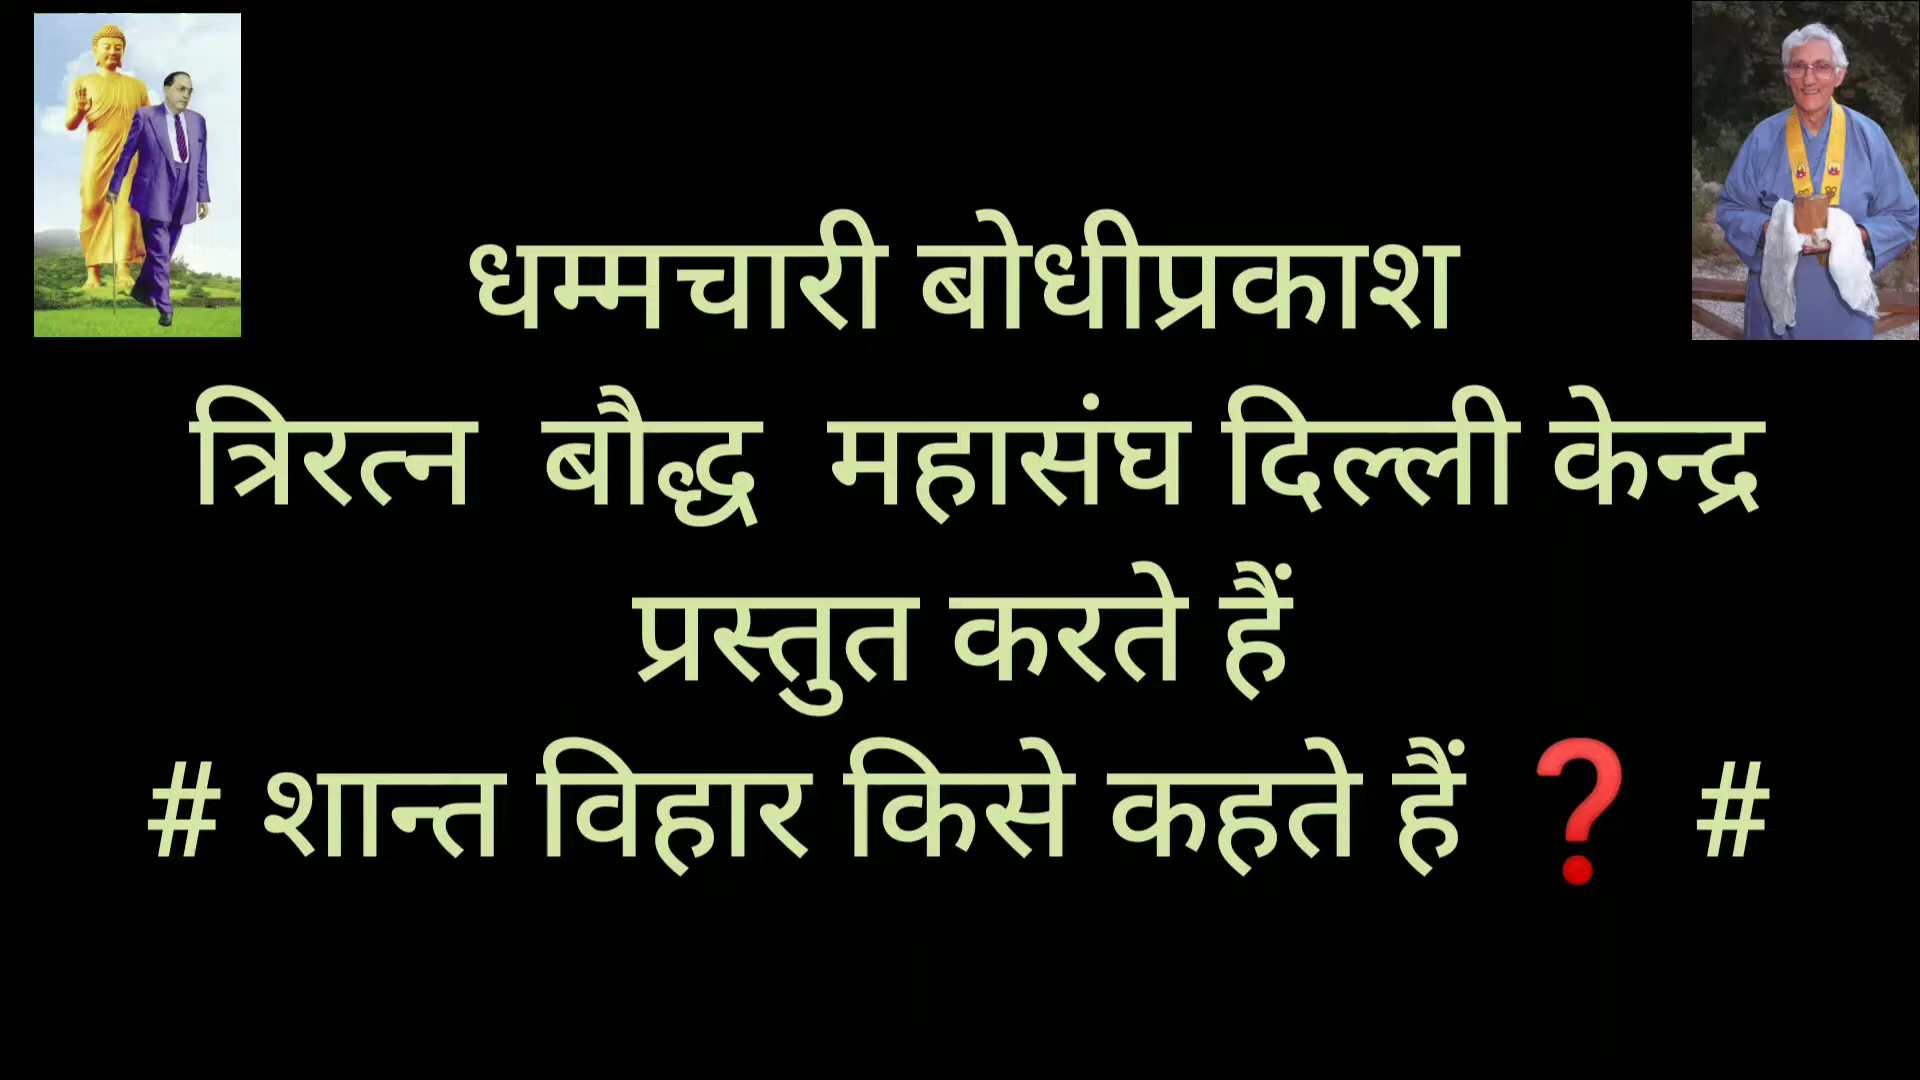 धम्मचारी बोधीप्रकाश
त्रिरत्न बौद्ध महासंघ दिल्ली केन्द्र
प्रस्तुत करते हैं
# शान्त विहार किसे कहते हैं ❓ #